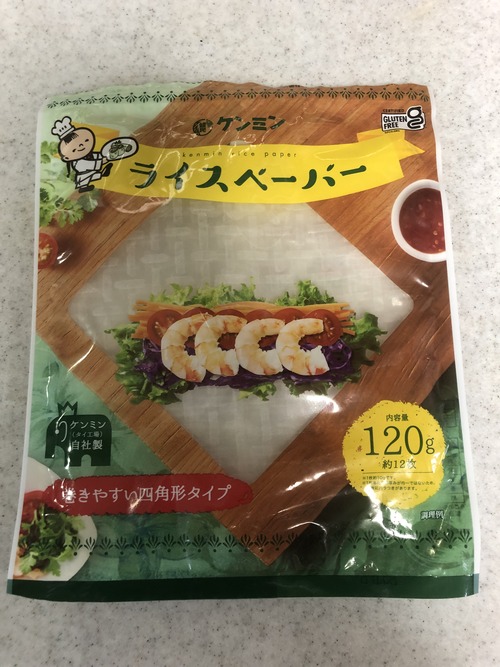 ケンミン
CERTIFIED
GLUTEN
FREE
kenmin rice paper
ライスペーパー
ケンミン
(タイ工場)
自社製
内容量
120g
約12枚
巻きやすい四角形タイプ
調理例